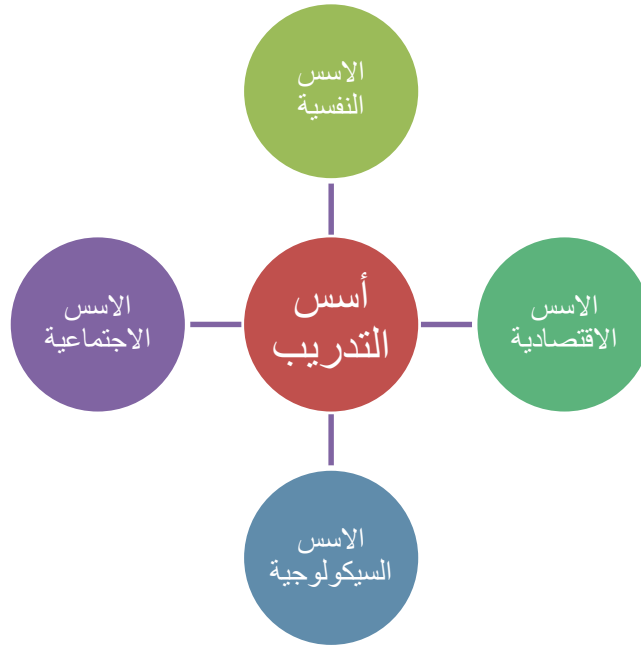 الاسس
النفسية
أسس
التدريب
الاسس
الاقتصادية
الاسس
الاجتماعية
الاسس
السيكولوجية